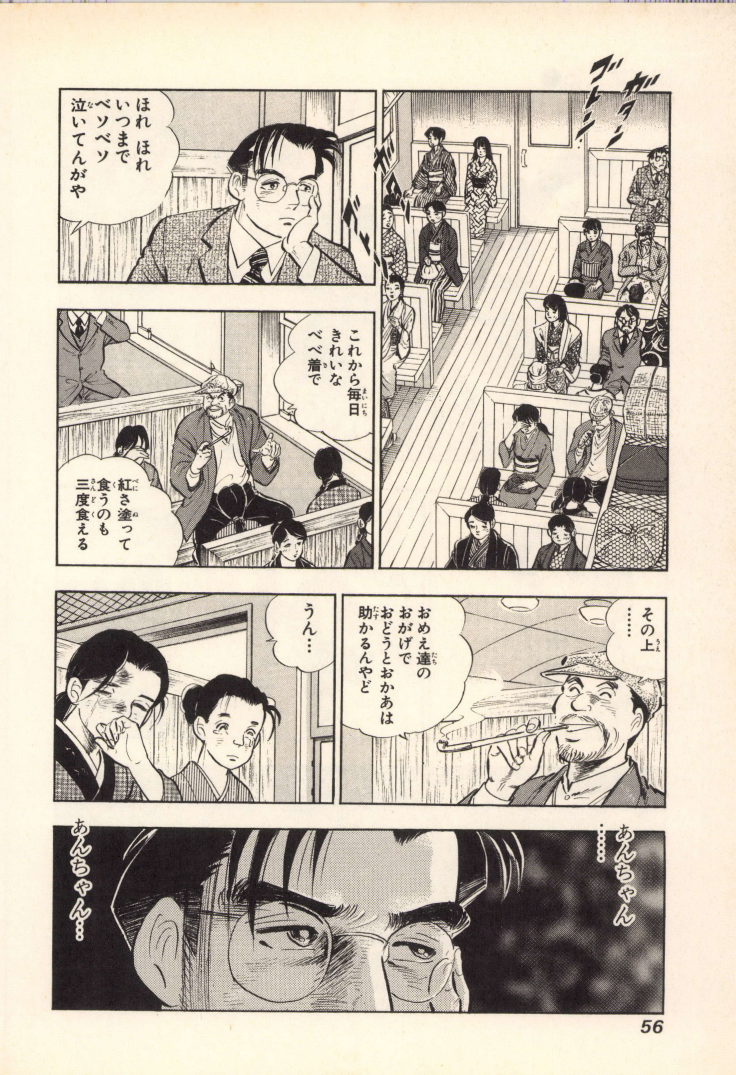 ガタン
ゴトン
ガタ
ゴト
ほれ ほれ
いつまで
ベソベソ
泣いてんがや
これから毎日
きれいな
べべ着で
紅さ塗って
食うのも
三度食える
その上
……
おめえ達の
おがげで
おどうとおかあは
助かるんやど
うん…
あんちゃん
……
あんちゃん…
56